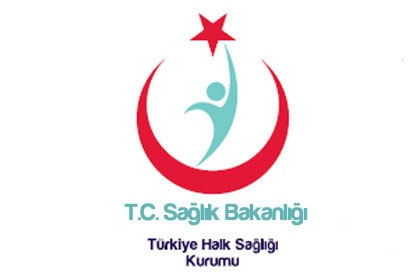 T.C. Sağlık Bakanlığı
Türkiye Halk Sağlığı
Kurumu